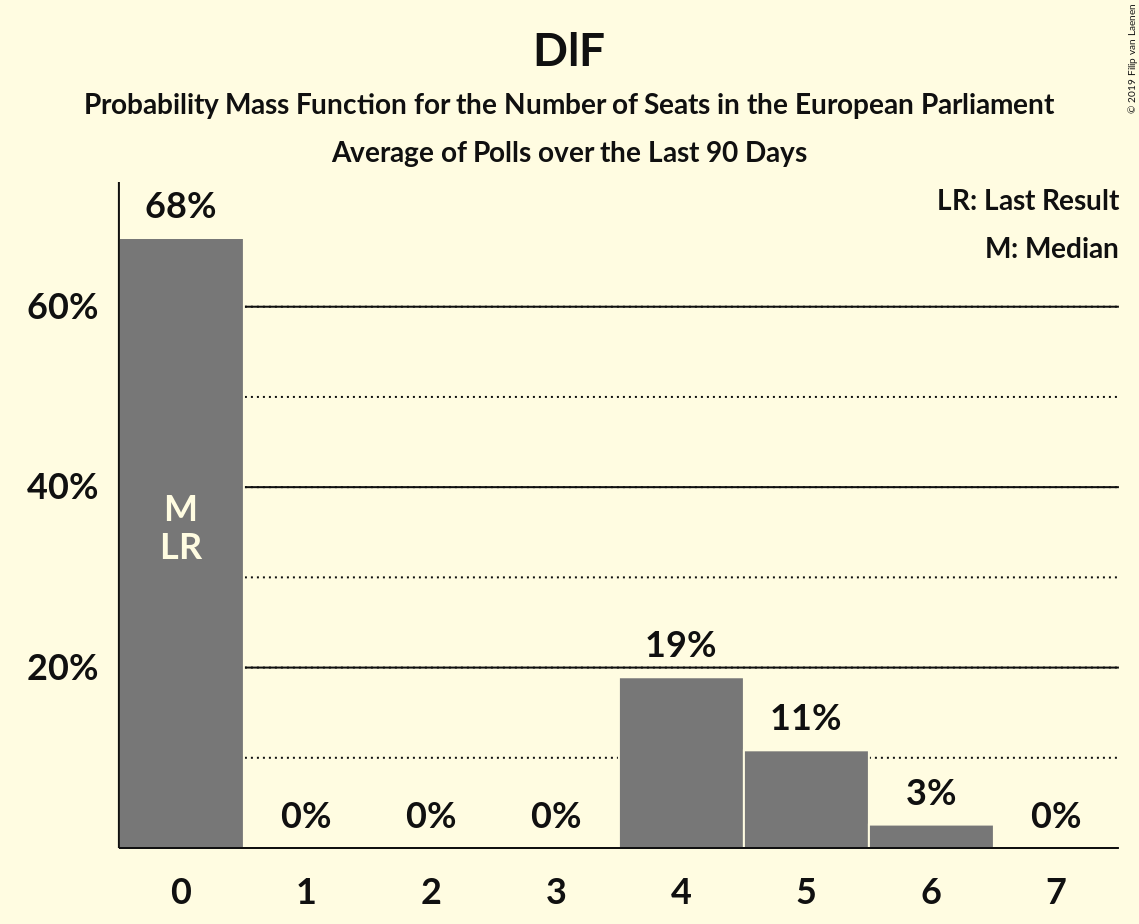 DlF
Probability Mass Function for the Number of Seats in the European Parliament
Average of Polls over the Last 90 Days
© 2019 Filip van Laenen
LR: Last Result
M: Median
68%
60%
40%
20%
M
LR
0%
0%
0%
19%
11%
3%
0%
0
1
2
3
4
5
6
7